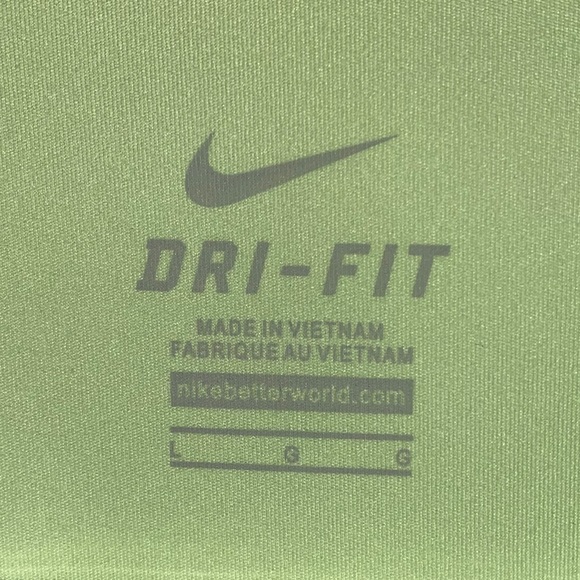 DRI-FIT
MADE IN VIETNAM
FABRIQUE AU VIETNAM
nikebetterworld.com
L G G